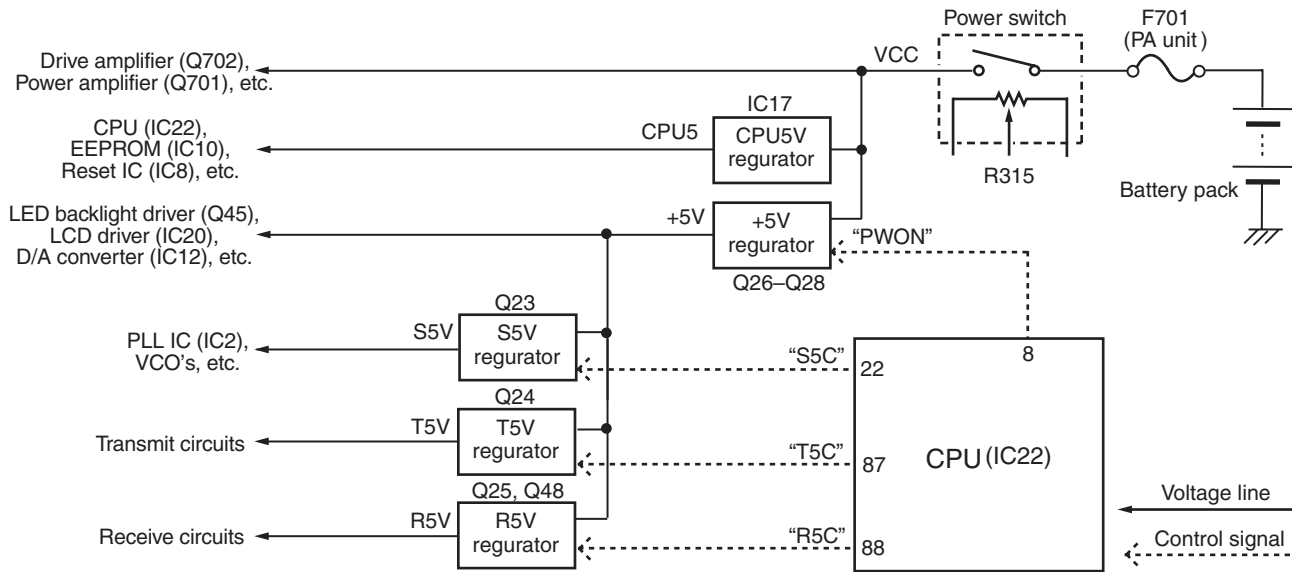 Power switch
F701
(PA unit)
VCC
Drive amplifier (Q702),
Power amplifier (Q701), etc.
IC17
CPU5
CPU5V
regurator
CPU (IC22),
EEPROM (IC10),
Reset IC (IC8), etc.
R315
Battery pack
LED backlight driver (Q45),
LCD driver (IC20),
D/A converter (IC12), etc.
+5V
+5V
regurator
“PWON”
Q26–Q28
Q23
S5V
S5V
regurator
PLL IC (IC2),
VCO's, etc.
“S5C”
22
8
Q24
T5V
T5V
regurator
Transmit circuits
“T5C”
87
CPU (IC22)
Q25, Q48
R5V
R5V
regurator
Receive circuits
“R5C”
88
Voltage line
Control signal